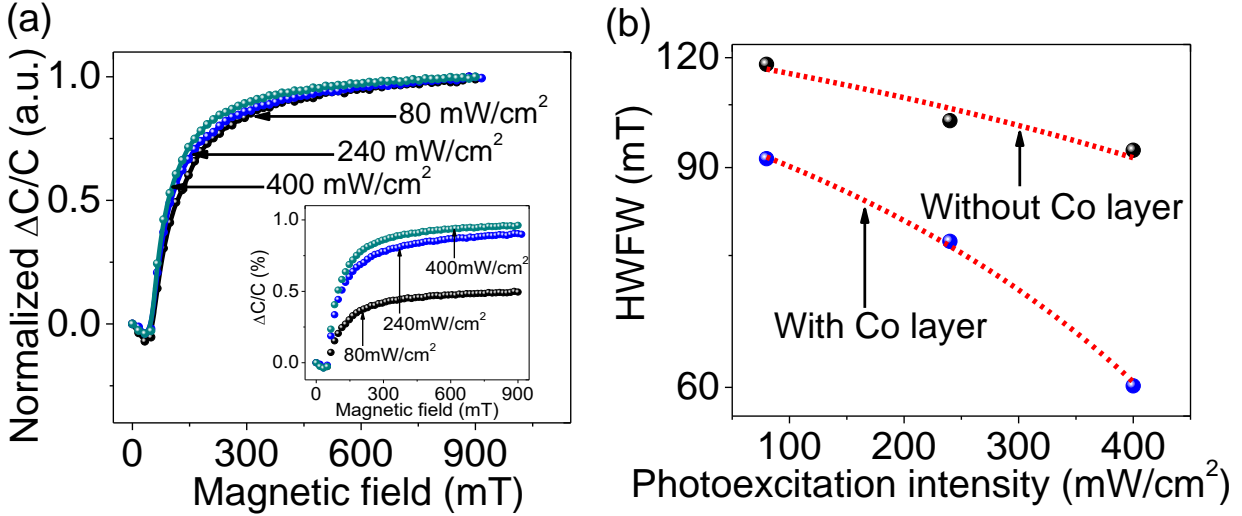 (a)
Normalized ΔC/C (a.u.)
1.0
0.5
0.0
0
300
600
900
Magnetic field (mT)
80 mW/cm²
240 mW/cm²
400 mW/cm²
ΔC/C (%)
1.0
0.5
0.0
0
300
600
900
Magnetic field (mT)
400mW/cm²
240mW/cm²
80mW/cm²
(b)
HWFW (mT)
120
90
60
100
200
300
400
Photoexcitation intensity (mW/cm²)
Without Co layer
With Co layer